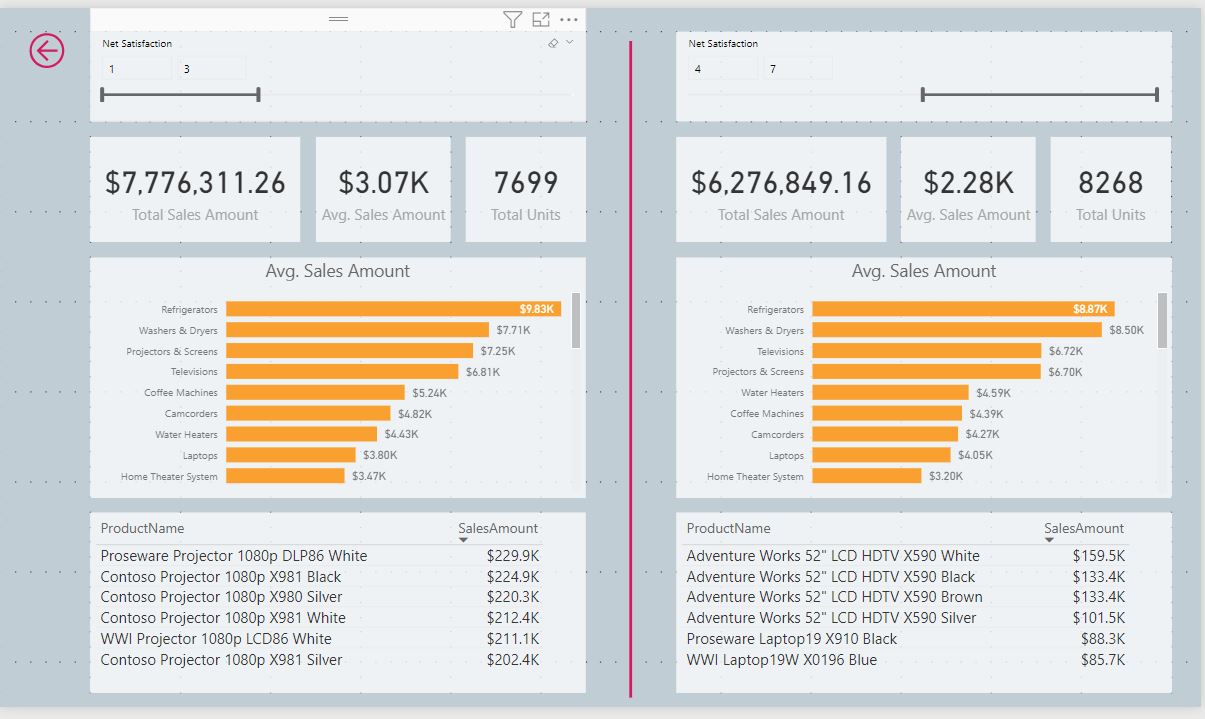 Net Satisfaction
1 3
$7,776,311.26
Total Sales Amount
$3.07K
Avg. Sales Amount
7699
Total Units
Avg. Sales Amount
Refrigerators $9.83K
Washers & Dryers $7.71K
Projectors & Screens $7.25K
Televisions $6.81K
Coffee Machines $5.24K
Camcorders $4.82K
Water Heaters $4.43K
Laptops $3.80K
Home Theater System $3.47K
ProductName SalesAmount
Proseware Projector 1080p DLP86 White $229.9K
Contoso Projector 1080p X981 Black $224.9K
Contoso Projector 1080p X980 Silver $220.3K
Contoso Projector 1080p X981 White $212.4K
WWI Projector 1080p LCD86 White $211.1K
Contoso Projector 1080p X981 Silver $202.4K
Net Satisfaction
4 7
$6,276,849.16
Total Sales Amount
$2.28K
Avg. Sales Amount
8268
Total Units
Avg. Sales Amount
Refrigerators $8.87K
Washers & Dryers $8.50K
Televisions $6.72K
Projectors & Screens $6.70K
Water Heaters $4.59K
Coffee Machines $4.39K
Camcorders $4.27K
Laptops $4.05K
Home Theater System $3.20K
ProductName SalesAmount
Adventure Works 52" LCD HDTV X590 White $159.5K
Adventure Works 52" LCD HDTV X590 Black $133.4K
Adventure Works 52" LCD HDTV X590 Brown $133.4K
Adventure Works 52" LCD HDTV X590 Silver $101.5K
Proseware Laptop19 X910 Black $88.3K
WWI Laptop19W X0196 Blue $85.7K